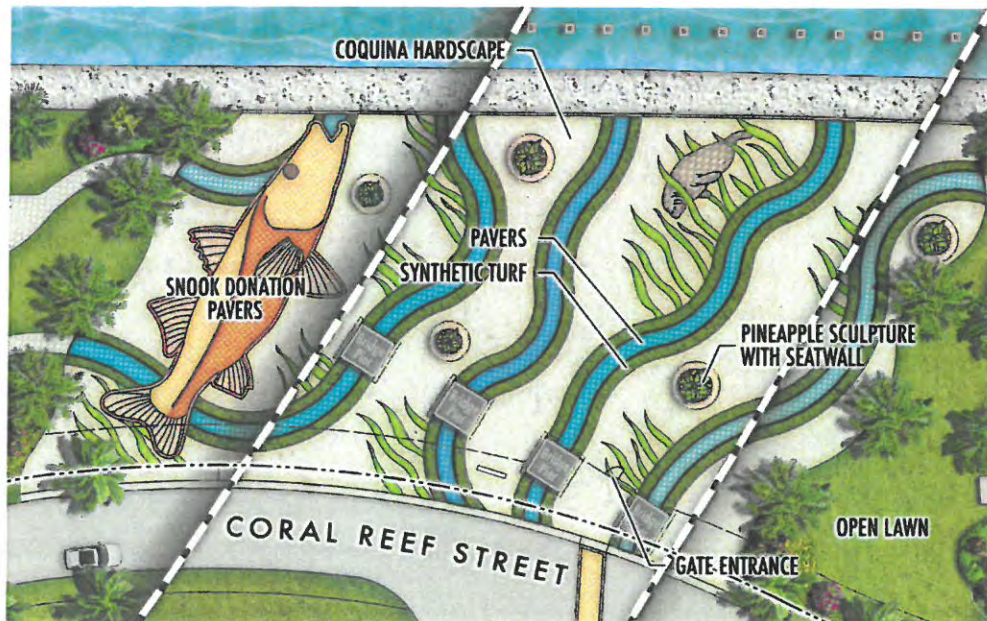 COQUINA HARDSCAPE
PAVERS
SYNTHETIC TURF
SNOOK DONATION
PAVERS
PINEAPPLE SCULPTURE
WITH SEATWALL
OPEN LAWN
GATE ENTRANCE
CORAL REEF STREET